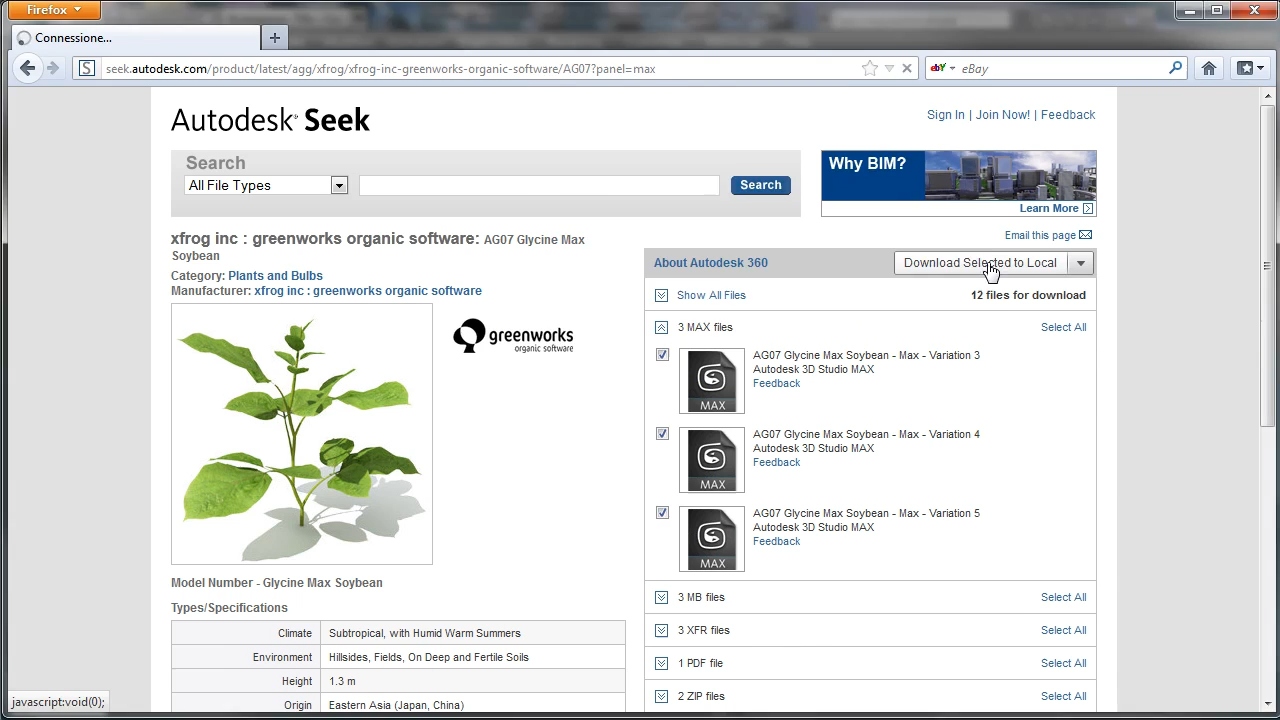 Firefox
Connessione...
S
seek.autodesk.com/product/latest/agg/xfrog/xfrog-inc-greenworks-organic-software/AG07?panel=max
ebY
eBay
Autodesk Seek
Sign In | Join Now! | Feedback
Search
All File Types
Search
Why BIM?
Learn More
Email this page
xfrog inc : greenworks organic software: AG07 Glycine Max
Soybean
Category: Plants and Bulbs
Manufacturer: xfrog inc : greenworks organic software
greenworks
organic software
Model Number - Glycine Max Soybean
Types/Specifications
Climate Subtropical, with Humid Warm Summers
Environment Hillsides, Fields, On Deep and Fertile Soils
Height 1.3 m
Origin Eastern Asia (Japan, China)
About Autodesk 360
Download Selected to Local
Show All Files
12 files for download
3 MAX files
Select All
MAX
AG07 Glycine Max Soybean - Max - Variation 3
Autodesk 3D Studio MAX
Feedback
MAX
AG07 Glycine Max Soybean - Max - Variation 4
Autodesk 3D Studio MAX
Feedback
MAX
AG07 Glycine Max Soybean - Max - Variation 5
Autodesk 3D Studio MAX
Feedback
3 MB files
Select All
3 XFR files
Select All
1 PDF file
Select All
2 ZIP files
Select All
javascript:void(0);